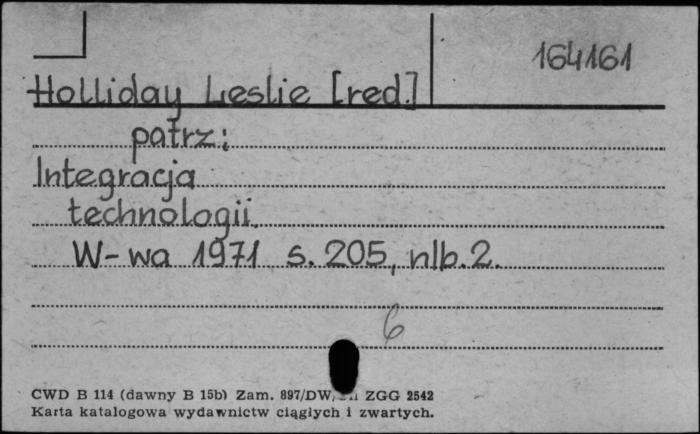 164161
Holliday Leslie [red.]
patrz:
Integracja
technologii.
W-wa 1971 s. 205, nlb. 2.
6
CWD B 114 (dawny B 15b) Zam. 897/DW, ZGG 2542
Karta katalogowa wydawnictw ciągłych i zwartych.